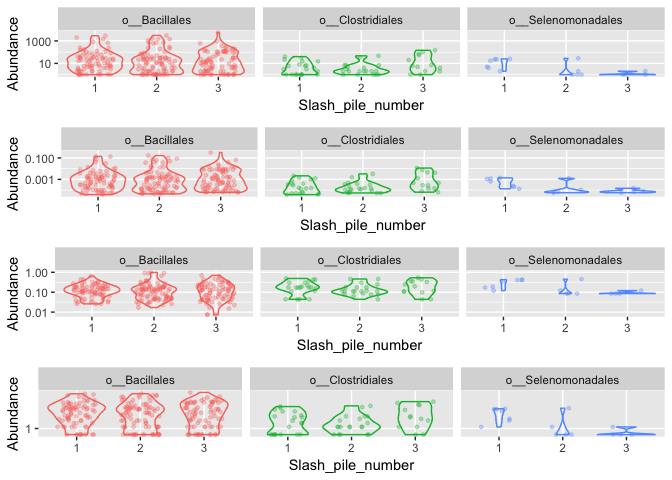 o__Bacillales o__Clostridiales o__Selenomonadales
Abundance
1000
10
1 2 3 1 2 3 1 2 3
Slash_pile_number
o__Bacillales o__Clostridiales o__Selenomonadales
Abundance
0.100
0.001
1 2 3 1 2 3 1 2 3
Slash_pile_number
o__Bacillales o__Clostridiales o__Selenomonadales
Abundance
1.00
0.10
0.01
1 2 3 1 2 3 1 2 3
Slash_pile_number
o__Bacillales o__Clostridiales o__Selenomonadales
Abundance
1
1 2 3 1 2 3 1 2 3
Slash_pile_number